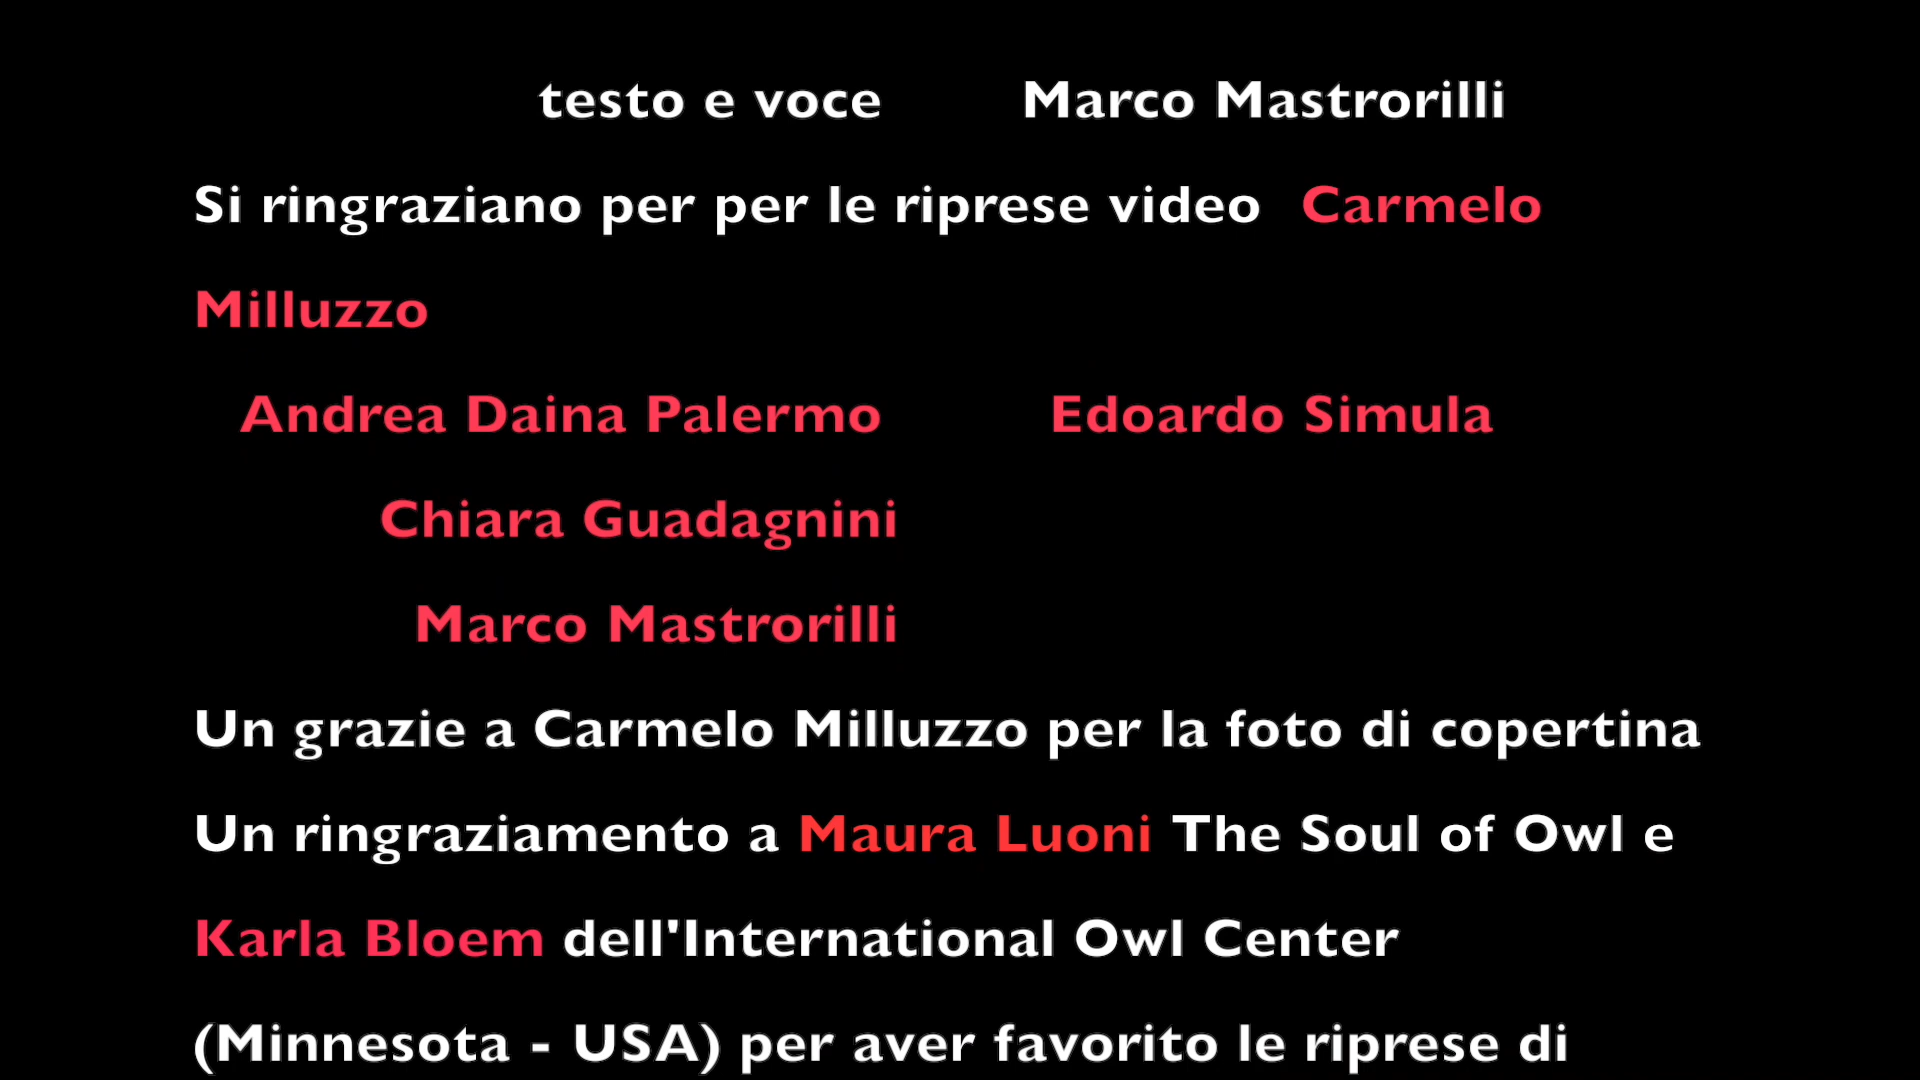 testo e voce Marco Mastrorilli
Si ringraziano per per le riprese video Carmelo
Milluzzo
Andrea Daina Palermo Edoardo Simula
Chiara Guadagnini
Marco Mastrorilli
Un grazie a Carmelo Milluzzo per la foto di copertina
Un ringraziamento a Maura Luoni The Soul of Owl e
Karla Bloem dell'International Owl Center
(Minnesota - USA) per aver favorito le riprese di